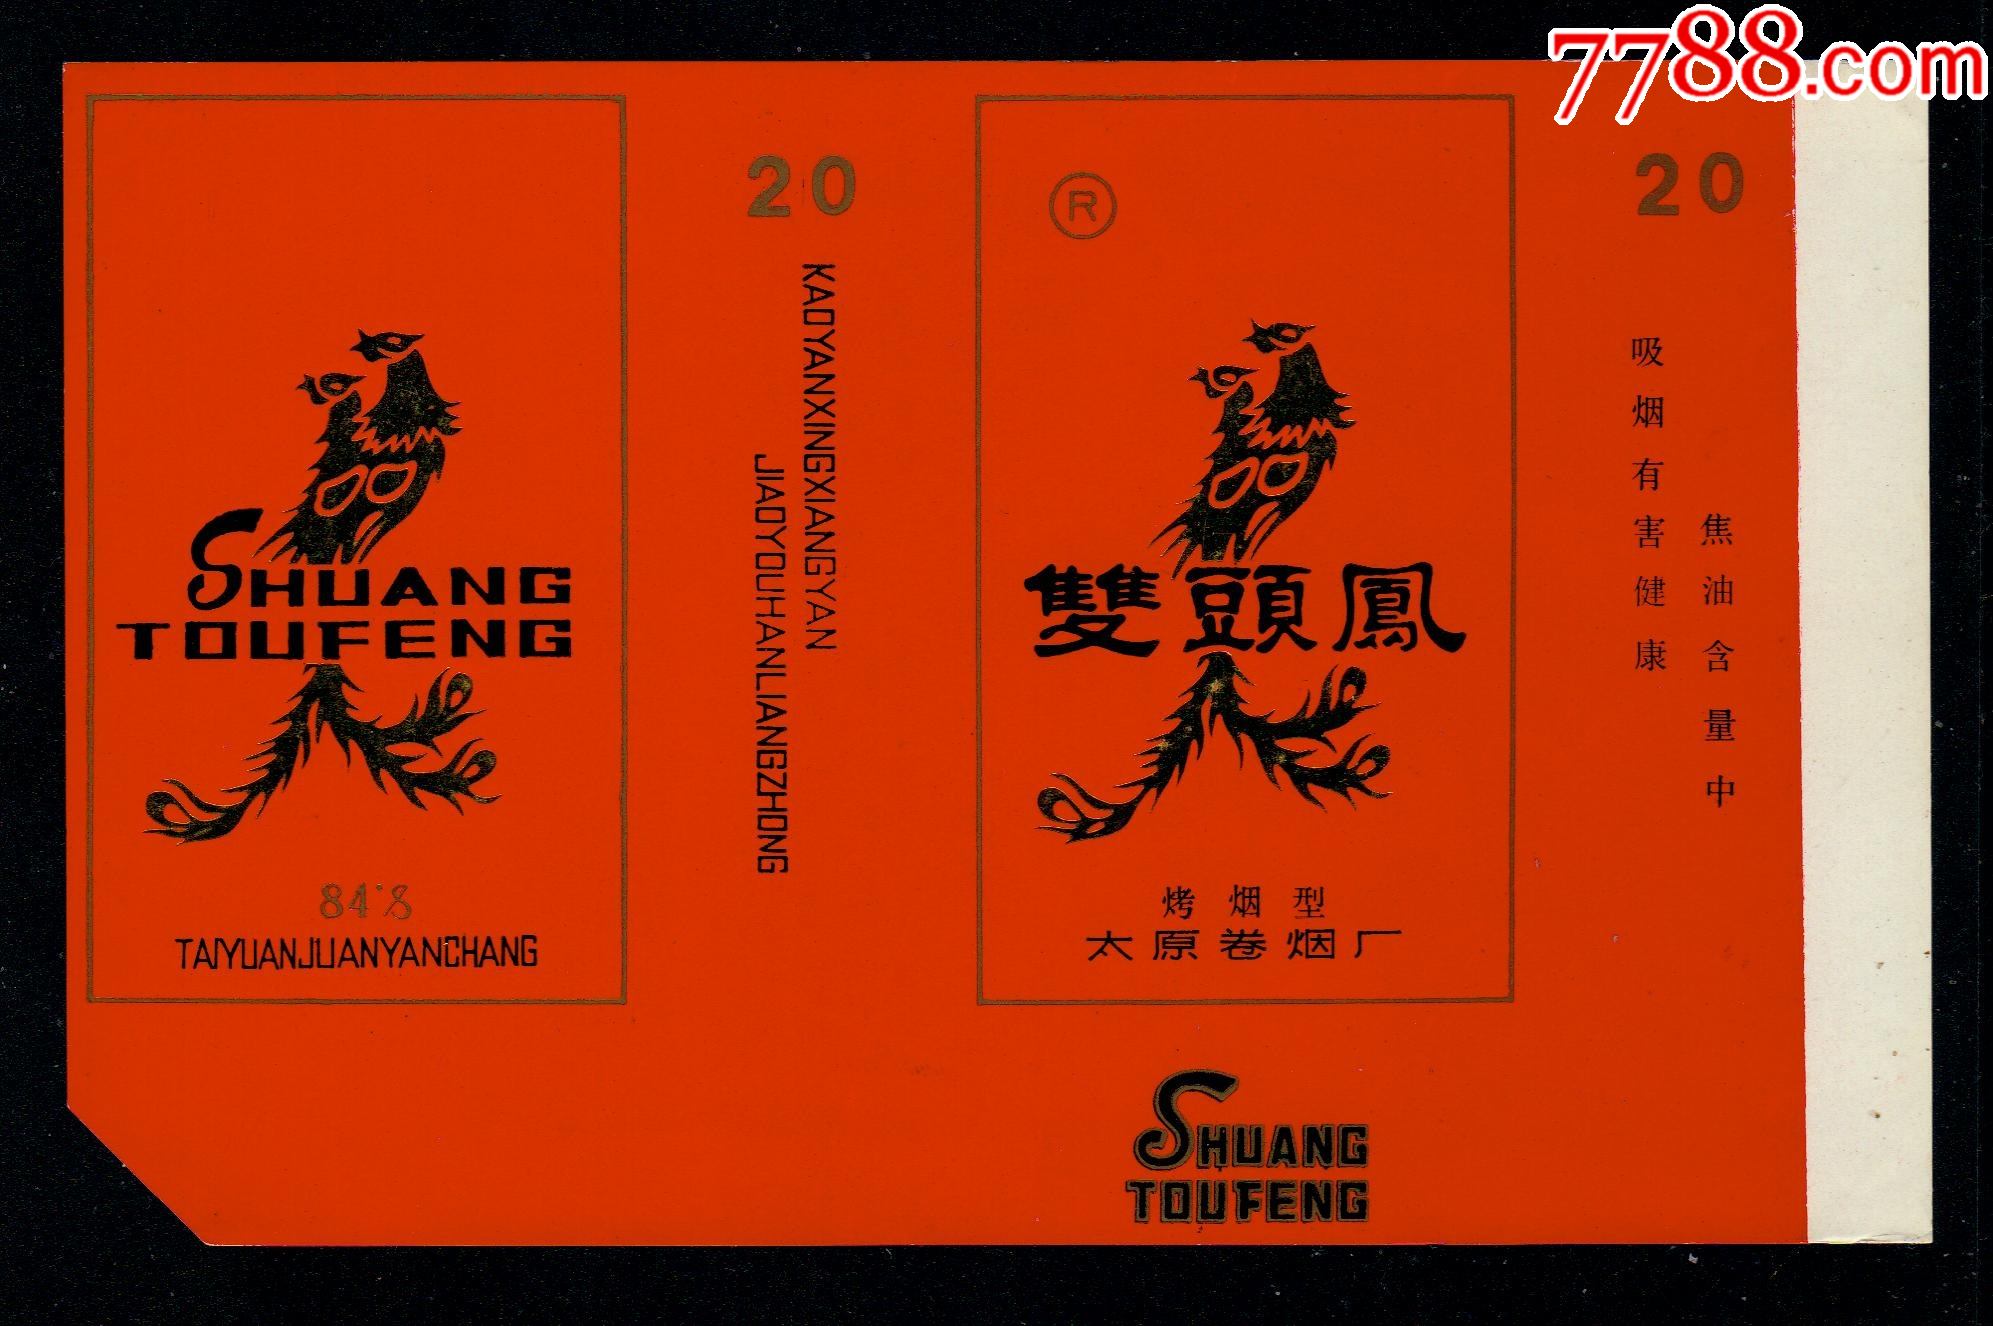 7788.com
SHUANG
TOUFENG
84's
TAIYUANJUANYANCHANG
20
KAOYANXINGXIANGYAN
JIAOYOUHANLIANGZHONG
R
雙頭鳳
烤烟型
太原卷烟厂
SHUANG
TOUFENG
20
吸烟有害健康
焦油含量中